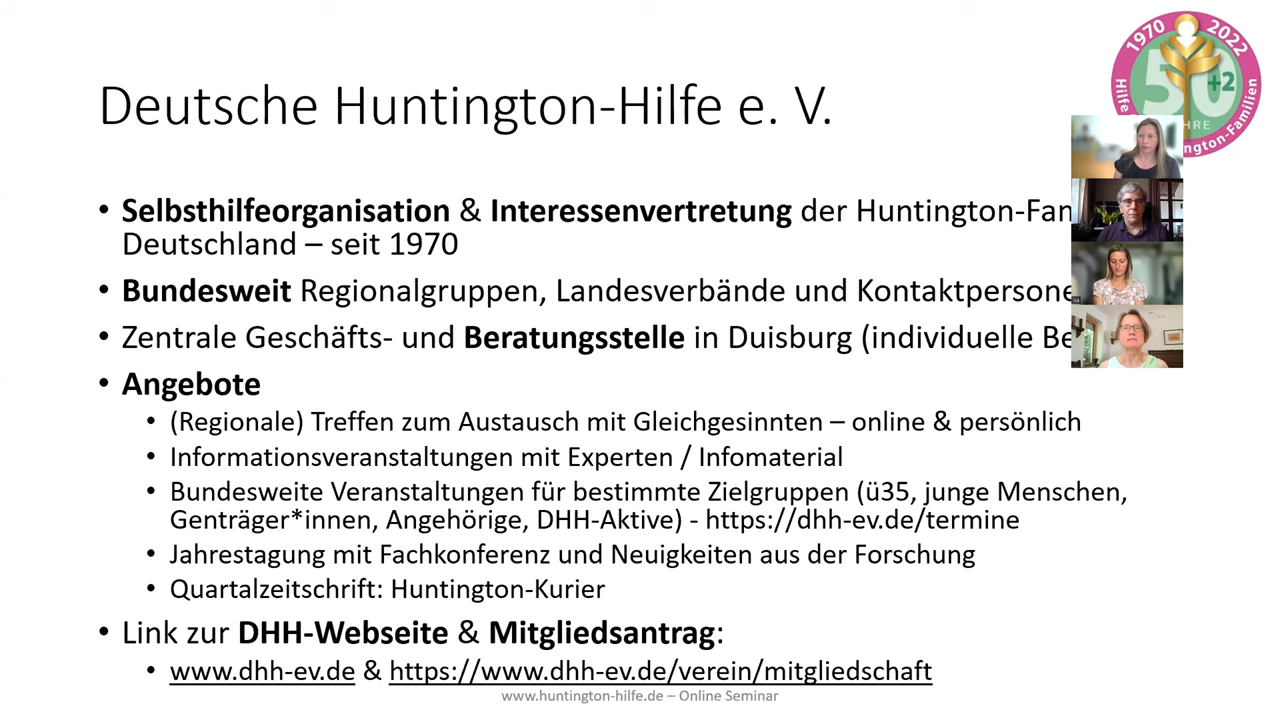 Deutsche Huntington-Hilfe e. V.
1970 2022
50 +2
JAHRE
Hilfe
Huntington-Familien
• Selbsthilfeorganisation & Interessenvertretung der
Deutschland – seit 1970
• Bundesweit Regionalgruppen, Landesverbände und
• Zentrale Geschäfts- und Beratungsstelle in Duisburg (individuelle
• Angebote
• (Regionale) Treffen zum Austausch mit Gleichgesinnten – online & persönlich
• Informationsveranstaltungen mit Experten / Infomaterial
• Bundesweite Veranstaltungen für bestimmte Zielgruppen (ü35, junge Menschen,
Genträger*innen, Angehörige, DHH-Aktive) - https://dhh-ev.de/termine
• Jahrestagung mit Fachkonferenz und Neuigkeiten aus der Forschung
• Quartalzeitschrift: Huntington-Kurier
• Link zur DHH-Webseite & Mitgliedsantrag:
• www.dhh-ev.de & https://www.dhh-ev.de/verein/mitgliedschaft
www.huntington-hilfe.de – Online Seminar